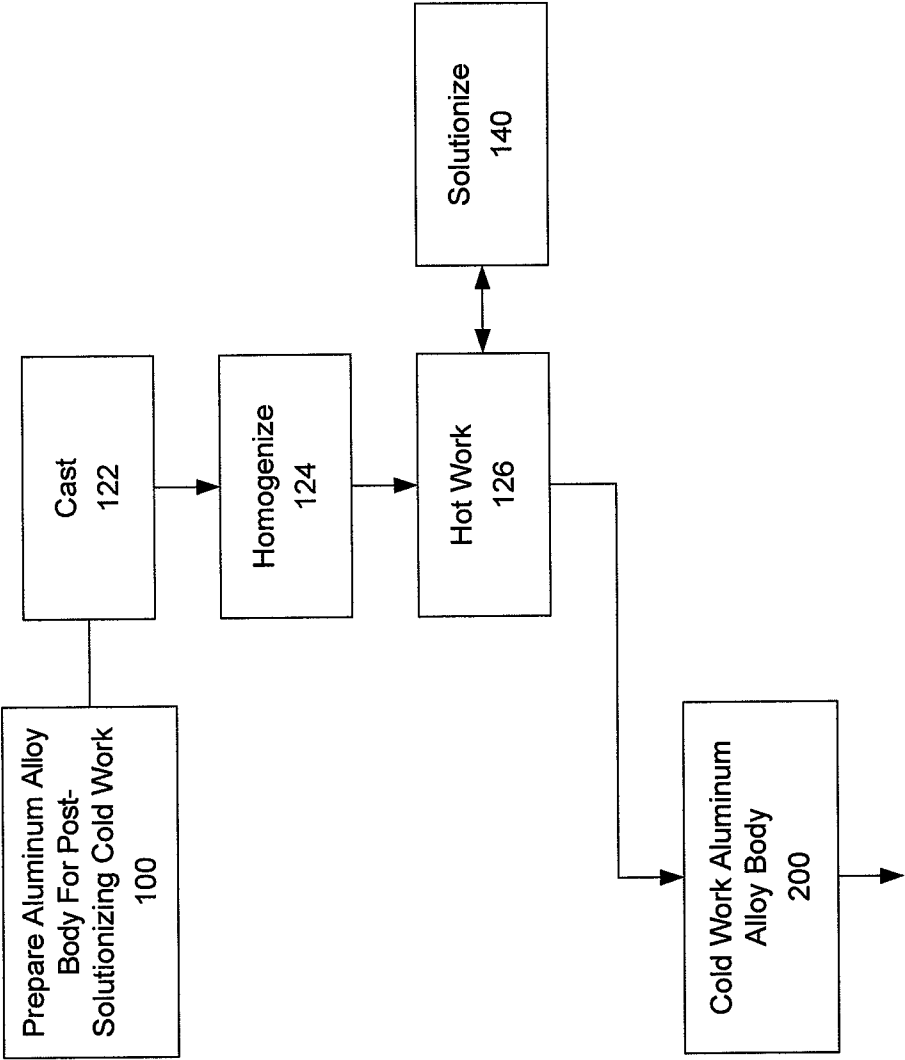 Prepare Aluminum Alloy
Body For Post-
Solutionizing Cold Work
100
Cast
122
Homogenize
124
Hot Work
126
Solutionize
140
Cold Work Aluminum
Alloy Body
200